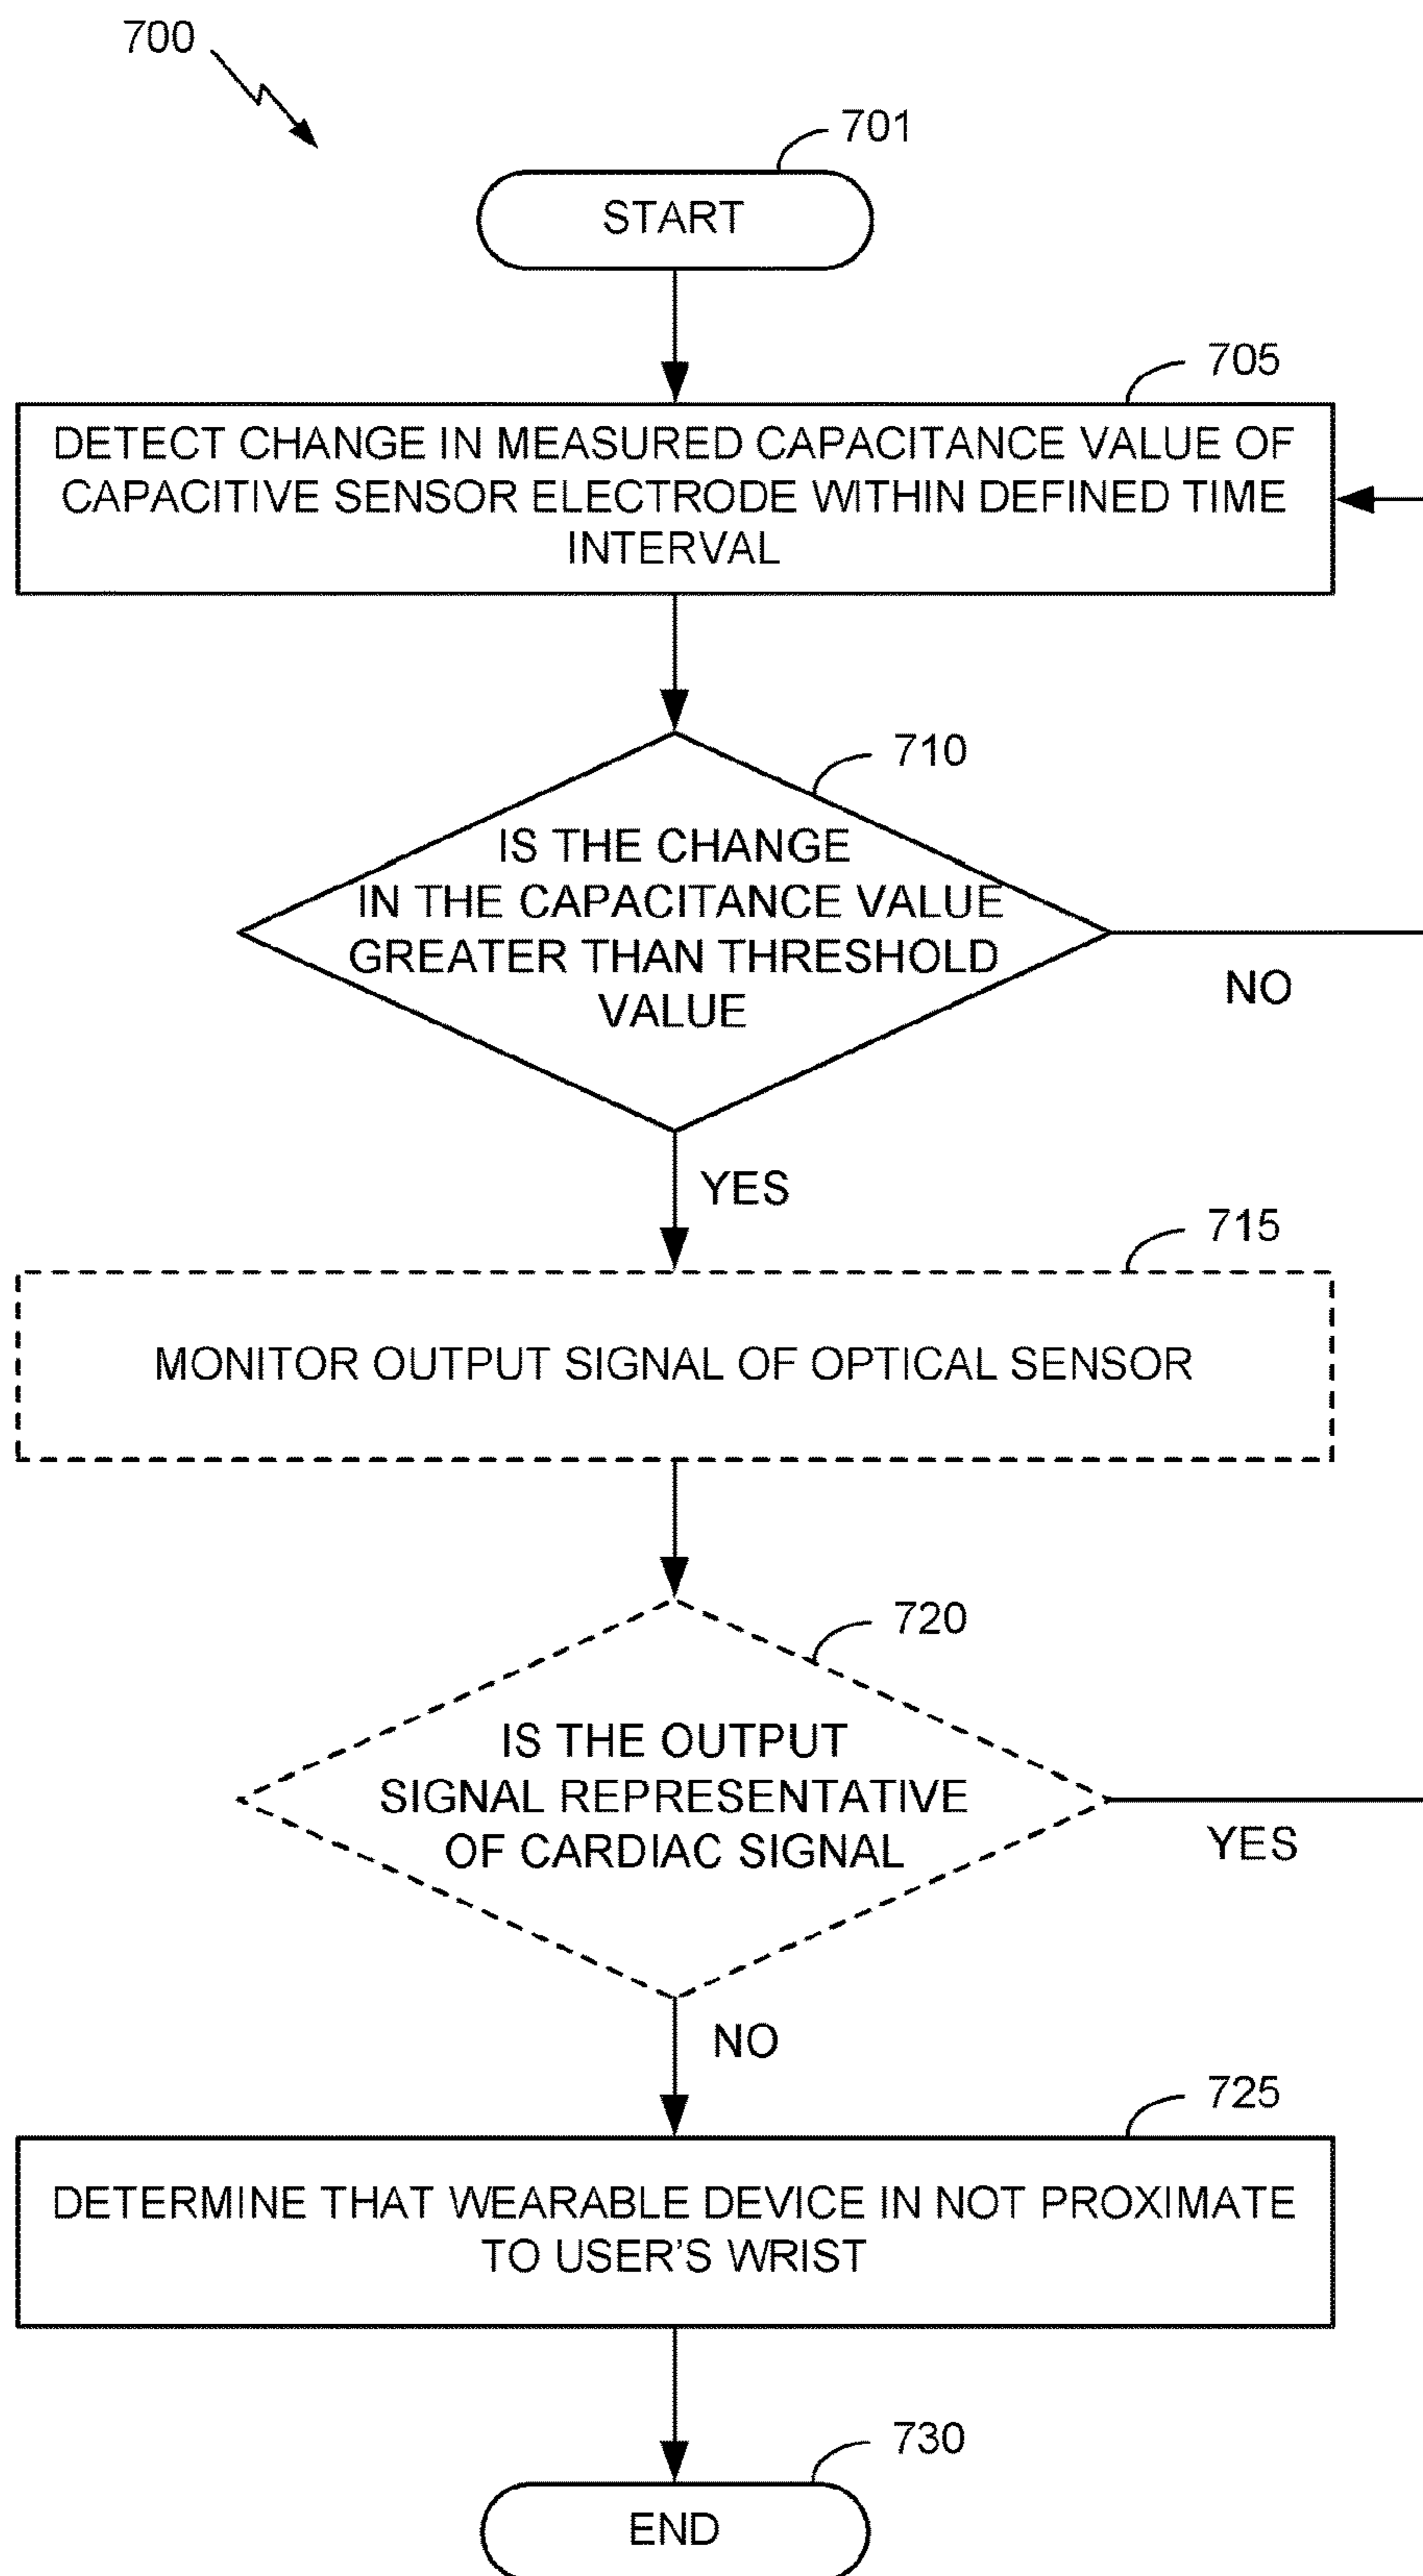 700
701
START
705
DETECT CHANGE IN MEASURED CAPACITANCE VALUE OF
CAPACITIVE SENSOR ELECTRODE WITHIN DEFINED TIME
INTERVAL
710
IS THE CHANGE
IN THE CAPACITANCE VALUE
GREATER THAN THRESHOLD
VALUE
NO
YES
715
MONITOR OUTPUT SIGNAL OF OPTICAL SENSOR
720
IS THE OUTPUT
SIGNAL REPRESENTATIVE
OF CARDIAC SIGNAL
YES
NO
725
DETERMINE THAT WEARABLE DEVICE IN NOT PROXIMATE
TO USER'S WRIST
730
END